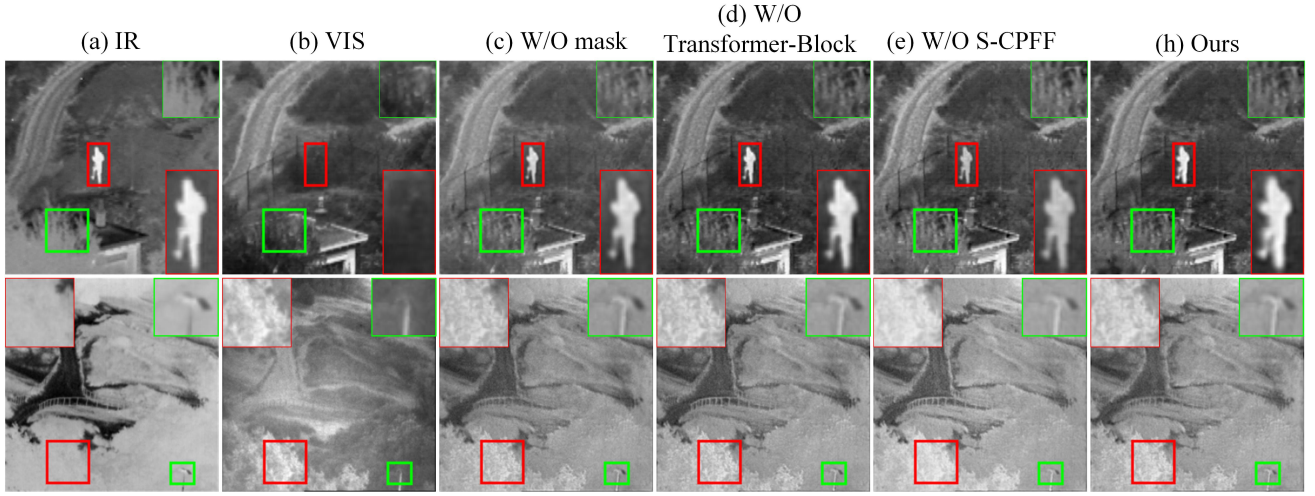 (a) IR
(b) VIS
(c) W/O mask
(d) W/O
Transformer-Block
(e) W/O S-CPFF
(h) Ours